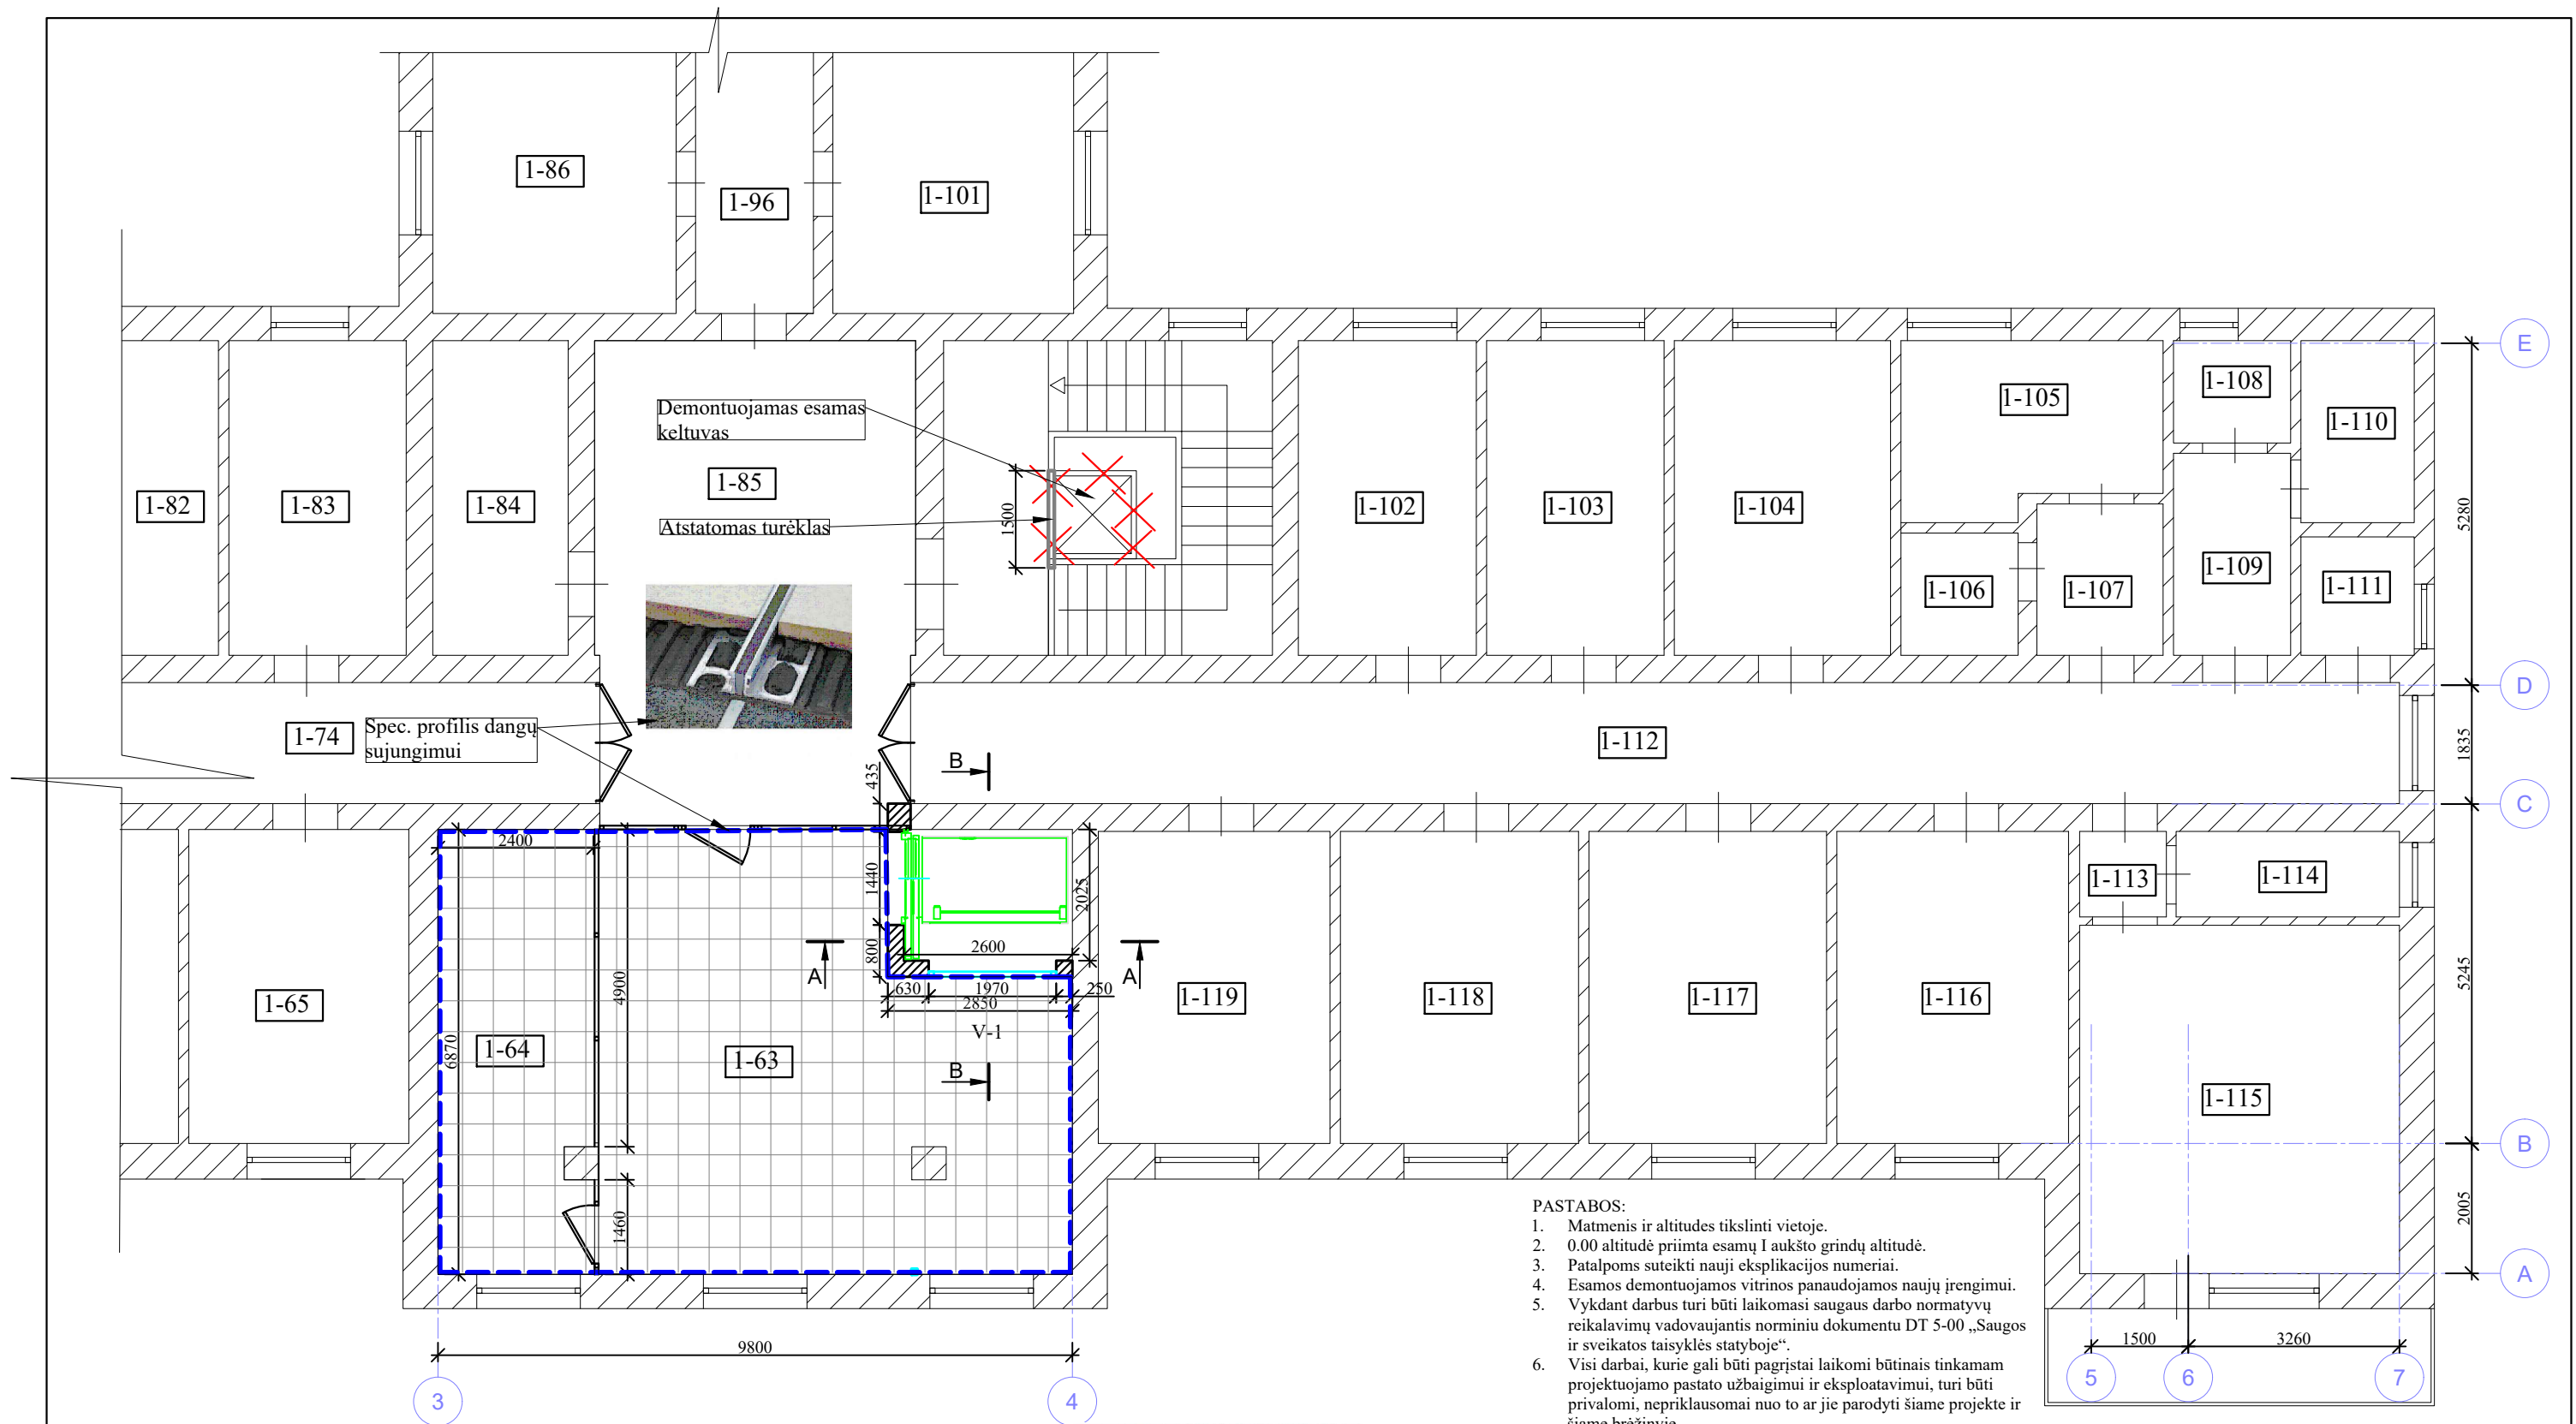 1-86
1-96
1-101
E
Demontuojamas esamas
keltuvas
1-85
Atstatomas turėklas
1500
1-82
1-83
1-84
1-102
1-103
1-104
1-105
1-106
1-107
1-108
1-109
1-110
1-111
5280
D
1-74
Spec. profilis dangų
sujungimui
B
1-112
1835
435
C
2400
1440
2025
800
2600
A
A
630
1970
250
2850
V-1
4900
6870
1460
1-65
1-64
1-63
B
1-119
1-118
1-117
1-116
1-113
1-114
1-115
5245
B
2005
A
PASTABOS:
1. Matmenis ir altitudes tikslinti vietoje.
2. 0.00 altitudė priimta esamų I aukšto grindų altitudė.
3. Patalpoms suteikti nauji eksplikacijos numeriai.
4. Esamos demontuojamos vitrinos panaudojamos naujų įrengimui.
5. Vykdant darbus turi būti laikomasi saugaus darbo normatyvų
reikalavimų vadovaujantis norminiu dokumentu DT 5-00 „Saugos
ir sveikatos taisyklės statyboje“.
6. Visi darbai, kurie gali būti pagrįstai laikomi būtinais tinkamam
projektuojamo pastato užbaigimui ir eksploatavimui, turi būti
privalomi, nepriklausomai nuo to ar jie parodyti šiame projekte ir
šiame brėžinyje.
9800
1500
3260
3
4
5
6
7